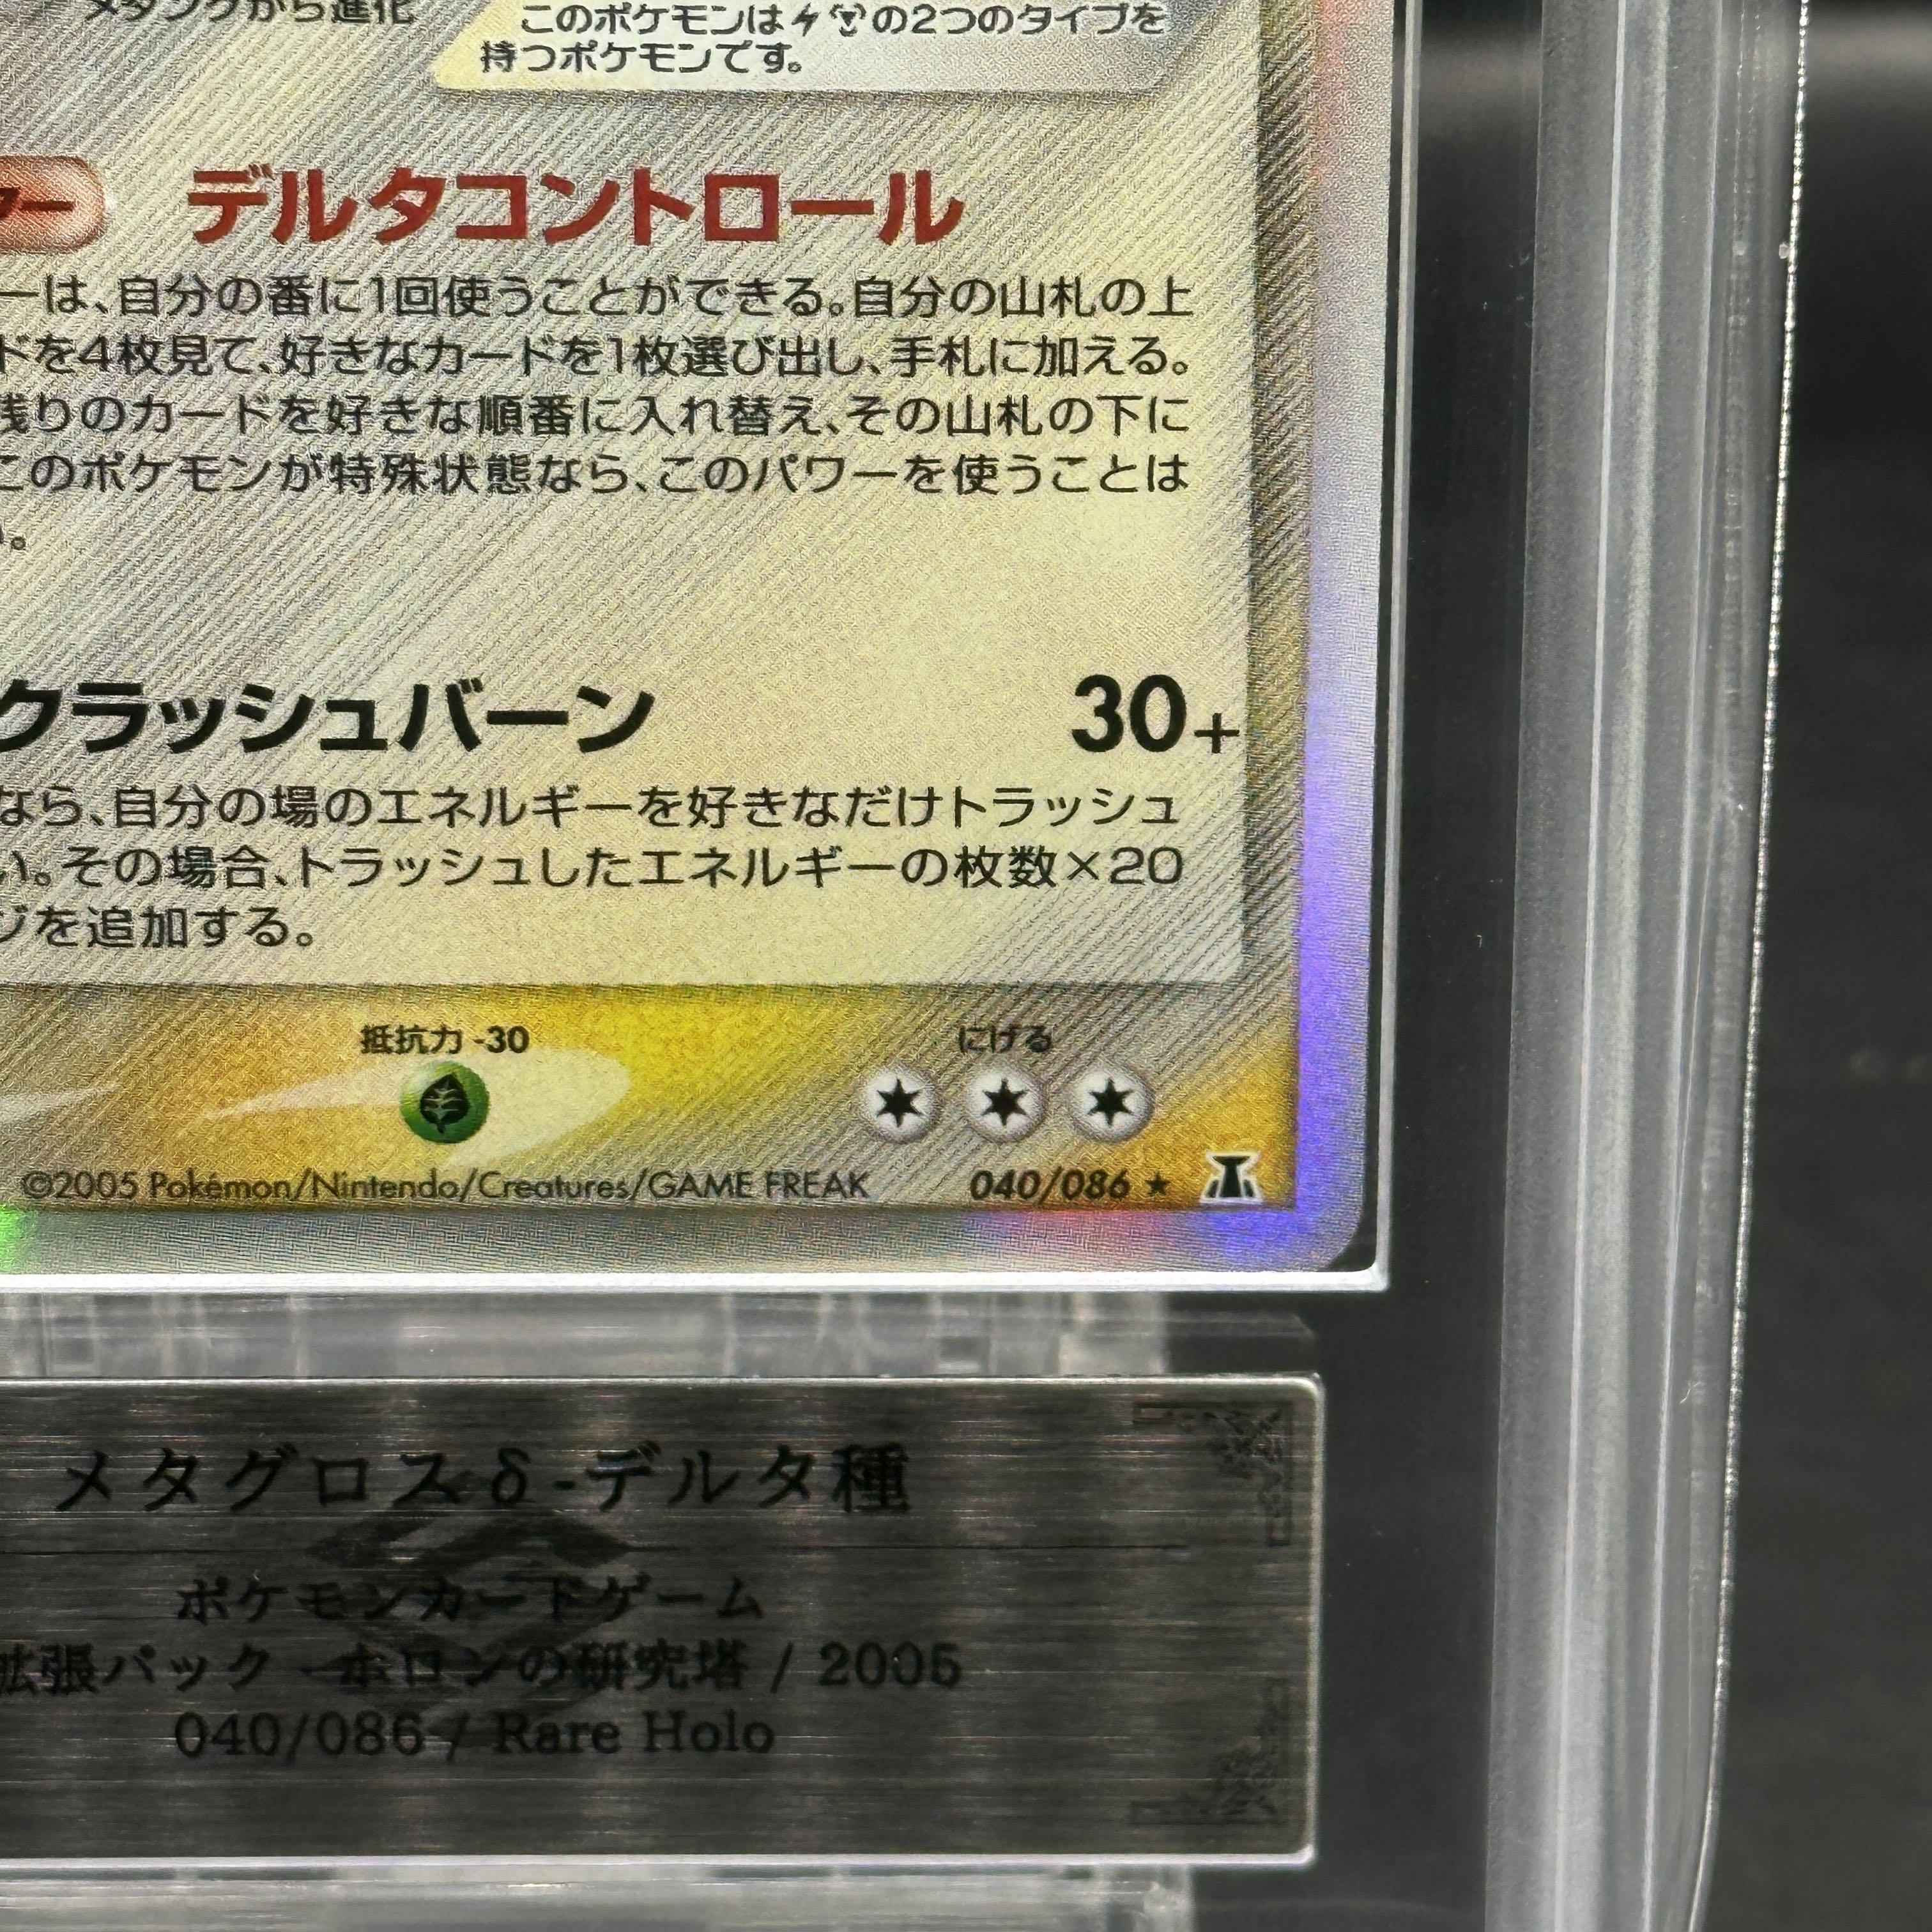 メタングから進化
このポケモンはの2つのタイプを
持つポケモンです。
ワー デルタコントロール
ーは、自分の番に1回使うことができる。自分の山札の上
ドを4枚見て、好きなカードを1枚選び出し、手札に加える。
残りのカードを好きな順番に入れ替え、その山札の下に
このポケモンが特殊状態なら、このパワーを使うことは
い。
クラッシュバーン 30+
なら、自分の場のエネルギーを好きなだけトラッシュ
い。その場合、トラッシュしたエネルギーの枚数×20
ジを追加する。
抵抗力 -30 にげる
©2005 Pokémon/Nintendo/Creatures/GAME FREAK 040/086 ★
メタグロスδ-デルタ種
ポケモンカードゲーム
拡張パック ホロンの研究塔 / 2005
040/086 / Rare Holo